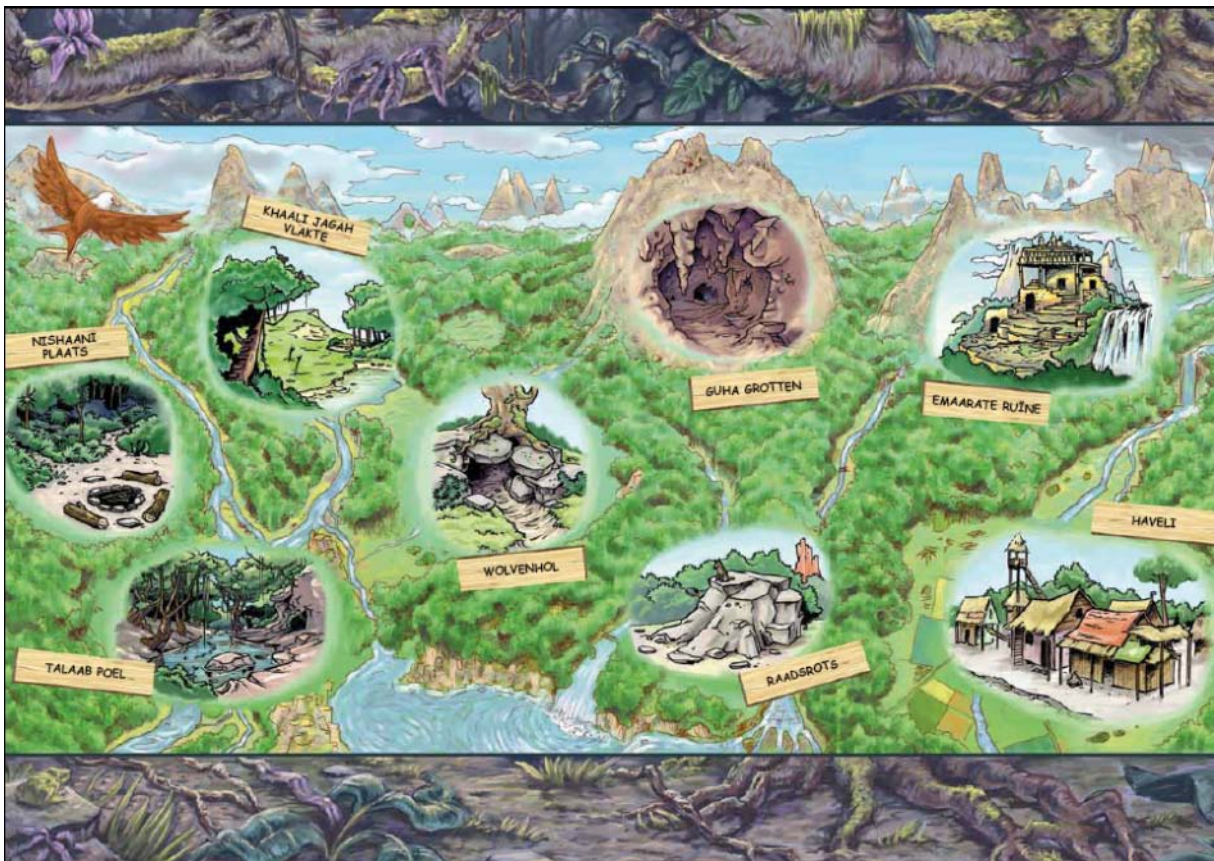 KHAALI JAGAH
VLAKTE
NISHAANI
PLAATS
GUHA GROTTEN
EMAARATE RUÏNE
HAVELI
WOLVENHOL
RAADSROTS
TALAAB POEL